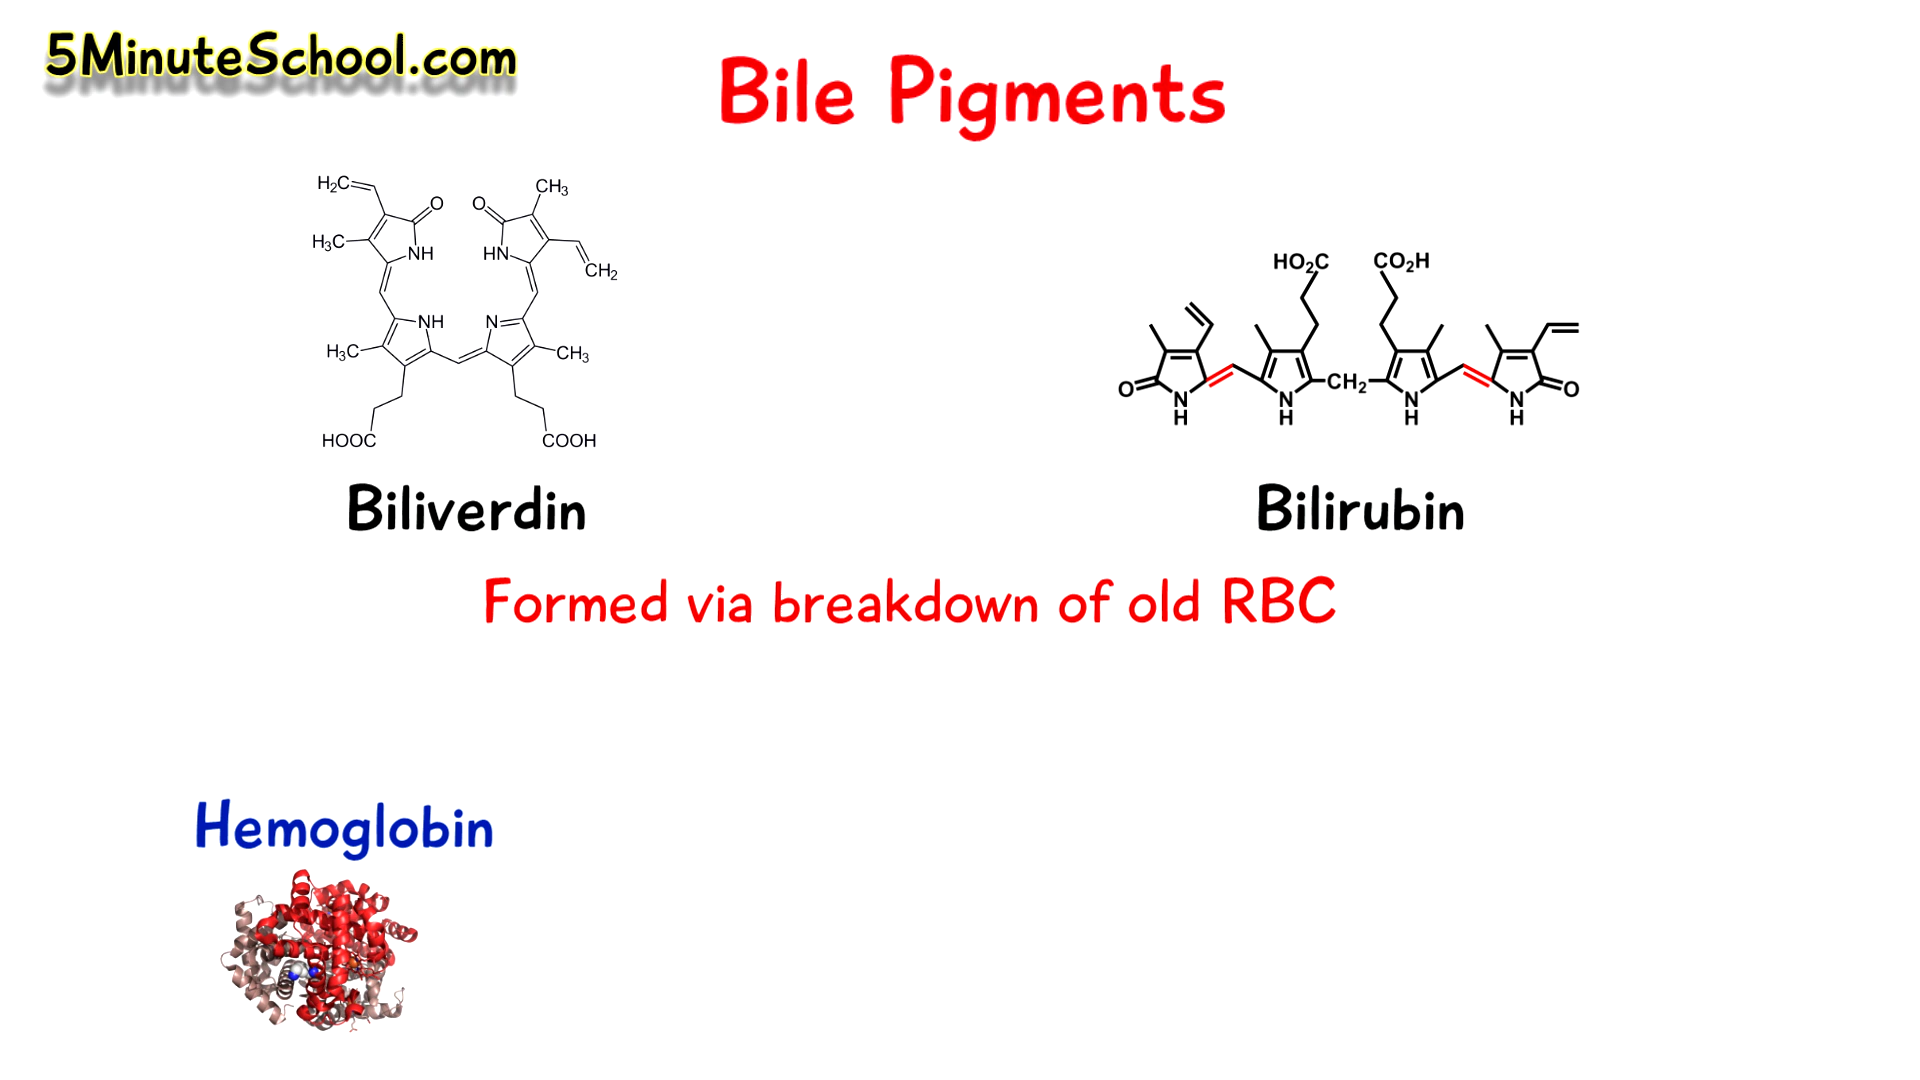 5MinuteSchool.com
Bile Pigments
H₂C
O
O
CH₃
H₃C
NH
HN
CH₂
NH
N
H₃C
CH₃
HOOC
COOH
HO₂C
CO₂H
O
N
H
N
H
CH₂
N
H
N
H
O
Biliverdin
Bilirubin
Formed via breakdown of old RBC
Hemoglobin